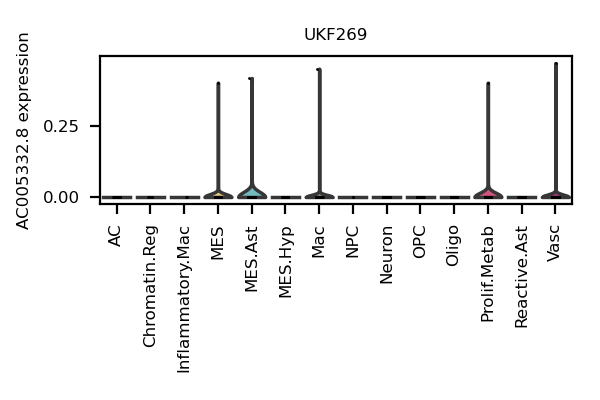 UKF269
AC005332.8 expression
0.25
0.00
AC
Chromatin.Reg
Inflammatory.Mac
MES
MES.Ast
MES.Hyp
Mac
NPC
Neuron
OPC
Oligo
Prolif.Metab
Reactive.Ast
Vasc